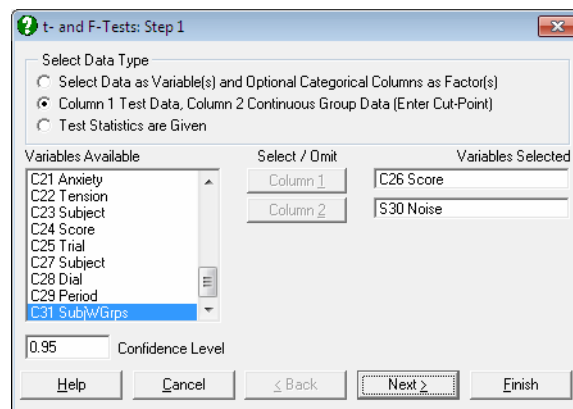 t- and F-Tests: Step 1
Select Data Type
Select Data as Variable(s) and Optional Categorical Columns as Factor(s)
Column 1 Test Data, Column 2 Continuous Group Data (Enter Cut-Point)
Test Statistics are Given
Variables Available
Select / Omit
Variables Selected
C21 Anxiety
C22 Tension
C23 Subject
C24 Score
C25 Trial
C27 Subject
C28 Dial
C29 Period
C31 SubjWGrps
Column 1
Column 2
C26 Score
S30 Noise
0.95 Confidence Level
Help Cancel < Back Next > Finish